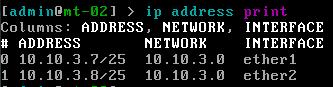 [admin@mt-02] > ip address print
Columns: ADDRESS, NETWORK, INTERFACE
# ADDRESS NETWORK INTERFACE
0 10.10.3.7/25 10.10.3.0 ether1
1 10.10.3.8/25 10.10.3.0 ether2